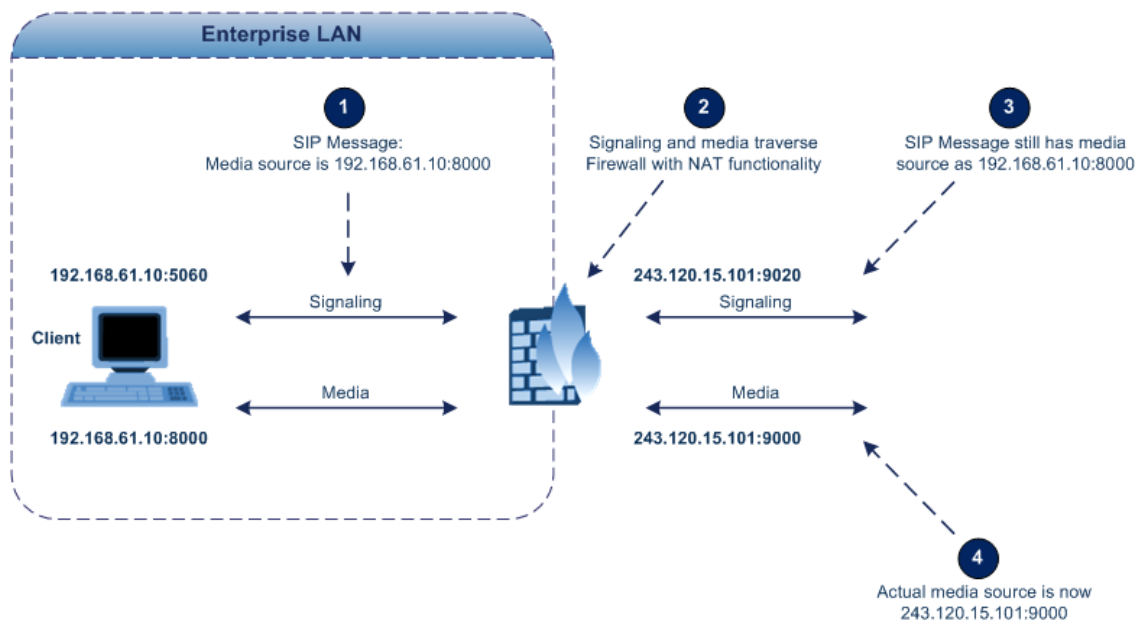 Enterprise LAN
1
SIP Message:
Media source is 192.168.61.10:8000
2
Signaling and media traverse
Firewall with NAT functionality
3
SIP Message still has media
source as 192.168.61.10:8000
192.168.61.10:5060
Signaling
Client
Media
192.168.61.10:8000
243.120.15.101:9020
Signaling
Media
243.120.15.101:9000
4
Actual media source is now
243.120.15.101:9000